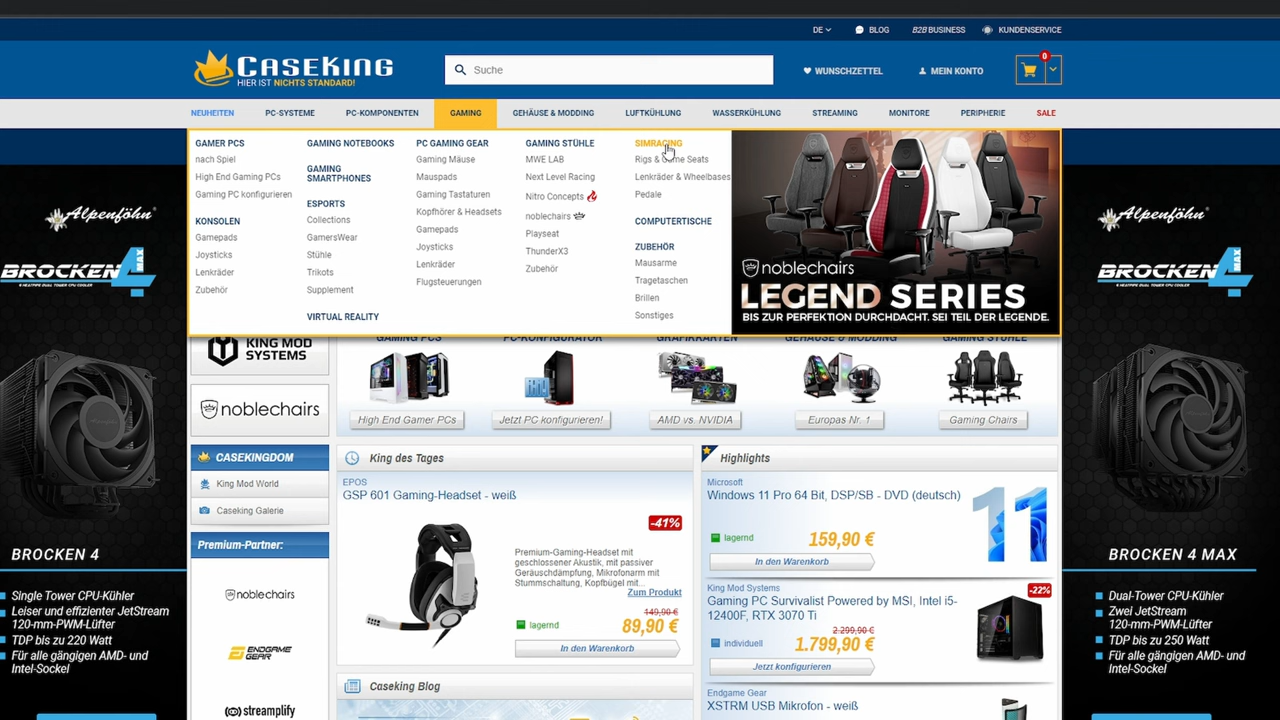 DE
BLOG
B2B BUSINESS
KUNDENSERVICE
CASEKING
HIER IST NICHTS STANDARD!
Suche
WUNSCHZETTEL
MEIN KONTO
0
NEUHEITEN
PC-SYSTEME
PC-KOMPONENTEN
GAMING
GEHÄUSE & MODDING
LUFTKÜHLUNG
WASSERKÜHLUNG
STREAMING
MONITORE
PERIPHERIE
SALE
GAMER PCS
nach Spiel
High End Gaming PCs
Gaming PC konfigurieren
KONSOLEN
Gamepads
Joysticks
Lenkräder
Zubehör
GAMING NOTEBOOKS
GAMING
SMARTPHONES
ESPORTS
Collections
GamersWear
Stühle
Trikots
Supplement
VIRTUAL REALITY
PC GAMING GEAR
Gaming Mäuse
Mauspads
Gaming Tastaturen
Kopfhörer & Headsets
Gamepads
Joysticks
Lenkräder
Flugsteuerungen
GAMING STÜHLE
MWE LAB
Next Level Racing
Nitro Concepts
noblechairs
Playseat
ThunderX3
Zubehör
SIMRACING
Rigs & Game Seats
Lenkräder & Wheelbases
Pedale
COMPUTERTISCHE
ZUBEHÖR
Mausarme
Tragetaschen
Brillen
Sonstiges
noblechairs
LEGEND SERIES
BIS ZUR PERFEKTION DURCHDACHT. SEI TEIL DER LEGENDE.
Alpenföhn
BROCKEN 4 MAX
BROCKEN 4
Single Tower CPU-Kühler
Leiser und effizienter JetStream
120-mm-PWM-Lüfter
TDP bis zu 220 Watt
Für alle gängigen AMD- und
Intel-Sockel
KING MOD
SYSTEMS
noblechairs
CASEKINGDOM
King Mod World
Caseking Galerie
Premium-Partner:
noblechairs
ENDGAME
GEAR
streamplify
GAMING PCS
PC-KONFIGURATOR
GRAFIKKARTEN
GEHÄUSE & MODDING
GAMING STÜHLE
High End Gamer PCs
Jetzt PC konfigurieren!
AMD vs. NVIDIA
Europas Nr. 1
Gaming Chairs
King des Tages
EPOS
GSP 601 Gaming-Headset - weiß
-41%
Premium-Gaming-Headset mit
geschlossener Akustik, mit passiver
Geräuschdämpfung, Mikrofonarm mit
Stummschaltung, Kopfbügel mit...
Zum Produkt
149,90 €
lagernd
89,90 €
In den Warenkorb
Caseking Blog
Highlights
Microsoft
Windows 11 Pro 64 Bit, DSP/SB - DVD (deutsch)
11
lagernd
159,90 €
In den Warenkorb
King Mod Systems
-22%
Gaming PC Survivalist Powered by MSI, Intel i5-
12400F, RTX 3070 Ti
2.299,90 €
individuell
1.799,90 €
Jetzt konfigurieren
Endgame Gear
XSTRM USB Mikrofon - weiß
Alpenföhn
BROCKEN 4 MAX
6 HEATPIPE DUAL TOWER CPU COOLER
BROCKEN 4 MAX
Dual-Tower CPU-Kühler
Zwei JetStream
120-mm-PWM-Lüfter
TDP bis zu 250 Watt
Für alle gängigen AMD- und
Intel-Sockel